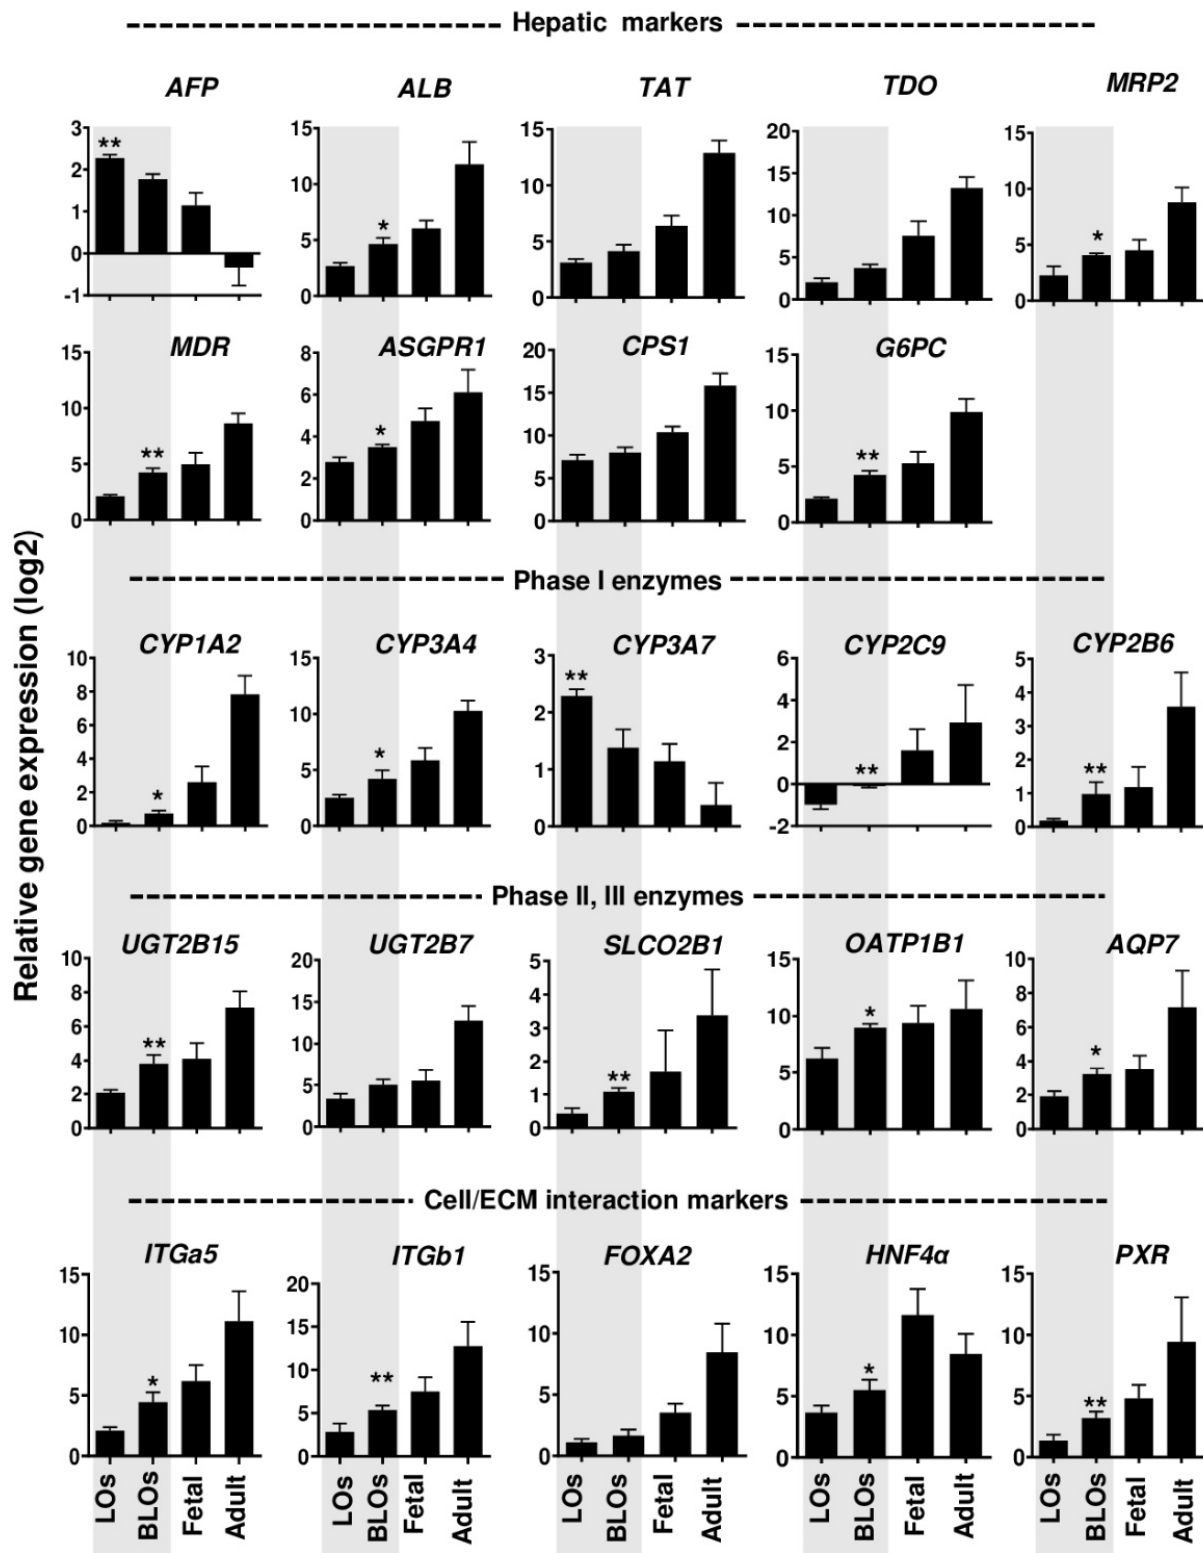 Hepatic markers
AFP ALB TAT TDO MRP2
3 2 1 0 -1
**
15 10 5 0
*
15 10 5 0
20 15 10 5 0
15 10 5 0
*
MDR ASGPR1 CPS1 G6PC
15 10 5 0
**
8 6 4 2 0
*
20 15 10 5 0
15 10 5 0
**
Relative gene expression (log2)
Phase I enzymes
CYP1A2 CYP3A4 CYP3A7 CYP2C9 CYP2B6
10 8 6 4 2 0
*
15 10 5 0
*
3 2 1 0
**
6 4 2 0 -2
**
5 4 3 2 1 0
**
Phase II, III enzymes
UGT2B15 UGT2B7 SLCO2B1 OATP1B1 AQP7
10 8 6 4 2 0
**
20 15 10 5 0
5 4 3 2 1 0
**
15 10 5 0
*
10 8 6 4 2 0
*
Cell/ECM interaction markers
ITGa5 ITGb1 FOXA2 HNF4α PXR
15 10 5 0
*
20 15 10 5 0
**
15 10 5 0
15 10 5 0
*
15 10 5 0
**
LOs BLOs Fetal Adult LOs BLOs Fetal Adult LOs BLOs Fetal Adult LOs BLOs Fetal Adult LOs BLOs Fetal Adult